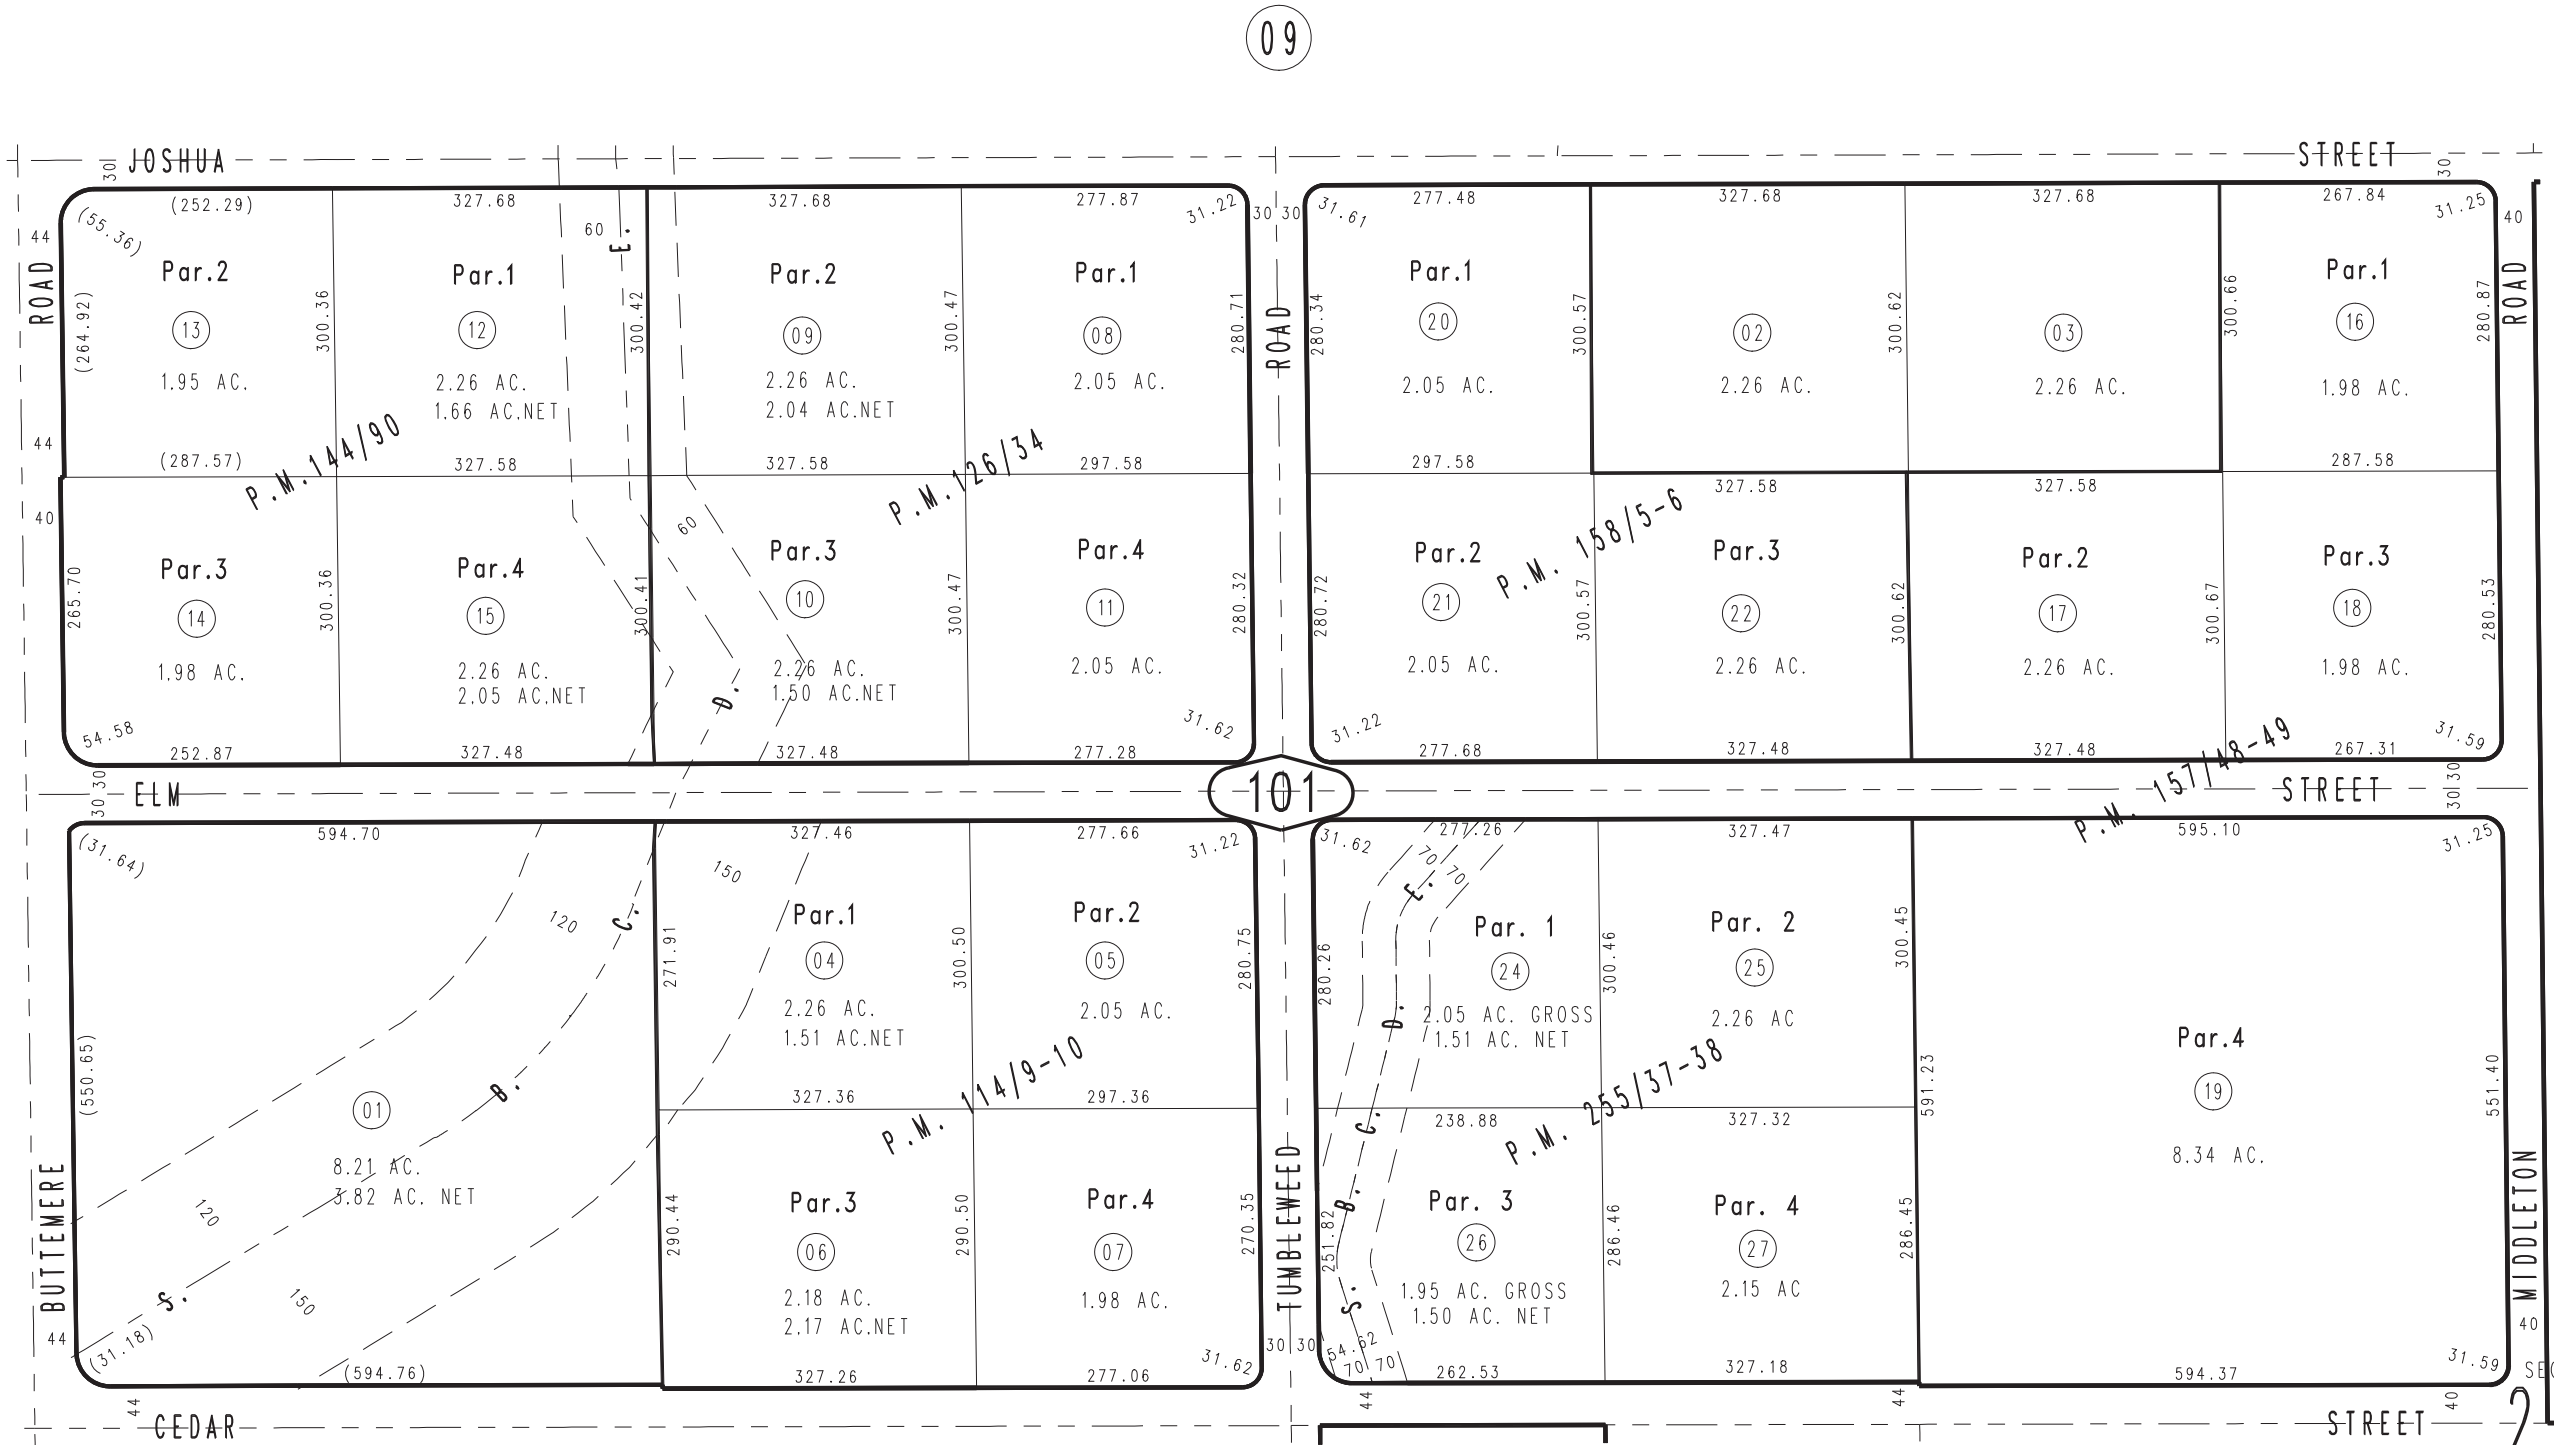 09
JOSHUA
STREET
30
30
(252.29)
327.68
327.68
277.87
31.22
30 30
31.61
277.48
327.68
327.68
267.84
31.25
40
44
(55.36)
60
E.
ROAD
Par.2
Par.1
Par.2
Par.1
Par.1
Par.1
ROAD
13
12
09
08
20
02
03
16
(264.92)
300.36
300.42
300.47
280.71
ROAD
280.34
300.57
300.62
300.66
280.87
1.95 AC.
2.26 AC.
1.66 AC.NET
2.26 AC.
2.04 AC.NET
2.05 AC.
2.05 AC.
2.26 AC.
2.26 AC.
1.98 AC.
44
(287.57)
P.M.144/90
327.58
327.58
P.M.126/34
297.58
297.58
287.58
40
60
327.58
P.M. 158/5-6
327.58
Par.3
Par.4
Par.3
Par.4
Par.2
Par.3
Par.2
Par.3
14
15
10
11
21
22
17
18
265.70
300.36
300.41
300.47
280.32
280.72
300.57
300.62
300.67
280.53
1.98 AC.
2.26 AC.
2.05 AC.NET
2.26 AC.
1.50 AC.NET
2.05 AC.
2.05 AC.
2.26 AC.
2.26 AC.
1.98 AC.
D.
54.58
252.87
327.48
327.48
31.62
277.28
31.22
277.68
327.48
327.48
P.M. 157/48-49
267.31
31.59
30 30
ELM
101
STREET
30 30
(31.64)
594.70
327.46
277.66
31.22
31.62
277.26
327.47
595.10
31.25
120
C.
150
70
70
E.
Par.1
Par.2
Par. 1
Par. 2
04
05
24
25
271.91
300.50
280.75
280.26
300.46
300.45
2.26 AC.
1.51 AC.NET
2.05 AC.
D.
2.05 AC. GROSS
1.51 AC. NET
2.26 AC
Par.4
19
8.34 AC.
(550.65)
B.
01
8.21 AC.
3.82 AC. NET
327.36
P.M. 114/9-10
297.36
C.
238.88
P.M. 255/37-38
327.32
591.23
551.40
BUTTEMERE
120
150
S.
Par.3
Par.4
TUMBLEWEED
B.
Par. 3
Par. 4
MIDDLETON
290.44
06
290.50
07
270.35
251.82
26
286.46
27
286.45
2.18 AC.
2.17 AC.NET
1.98 AC.
S.
1.95 AC. GROSS
1.50 AC. NET
2.15 AC
44
(31.18)
(594.76)
327.26
277.06
31.62
30 30
54.62
70 70
262.53
327.18
594.37
31.59
40
SEC
44
44
44
40
CEDAR
STREET
2